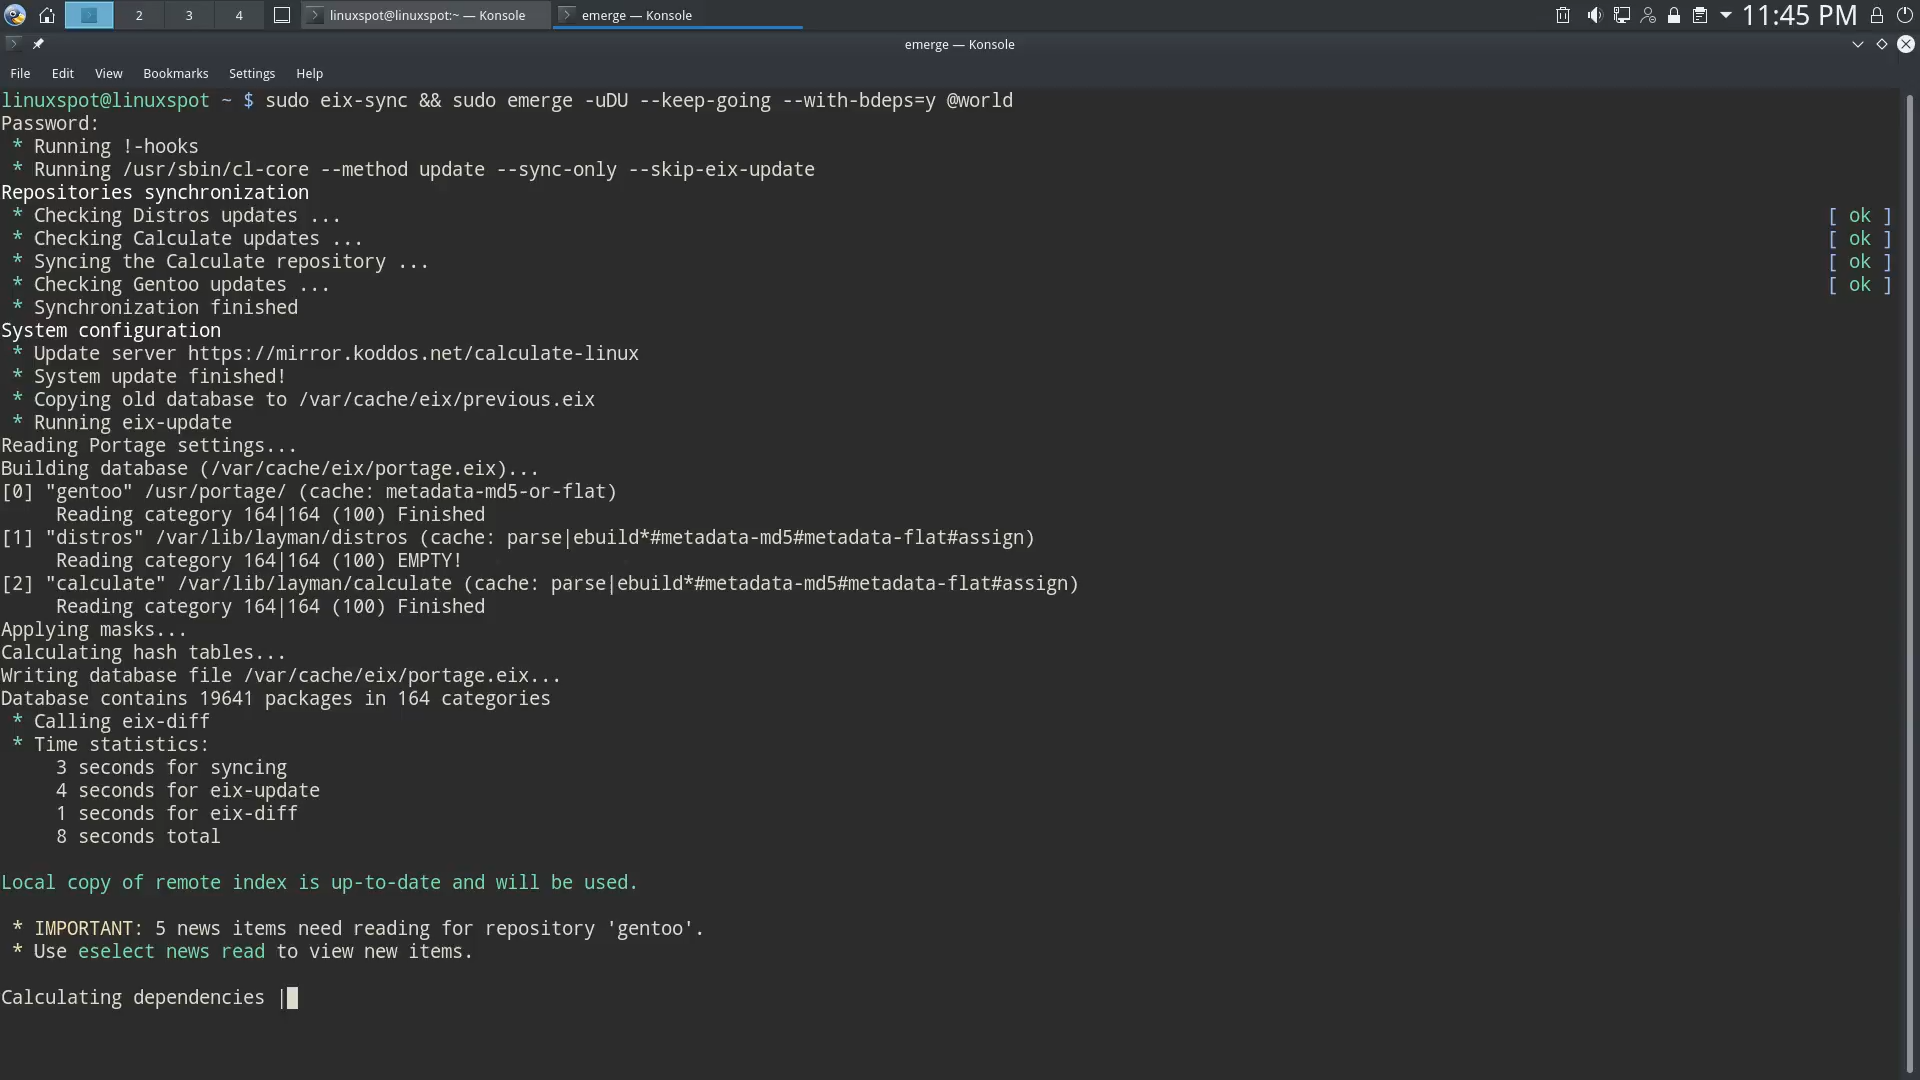 2 3 4 linuxspot@linuxspot:~ — Konsole emerge — Konsole 11:45 PM
emerge — Konsole
File Edit View Bookmarks Settings Help
linuxspot@linuxspot ~ $ sudo eix-sync && sudo emerge -uDU --keep-going --with-bdeps=y @world
Password:
* Running !-hooks
* Running /usr/sbin/cl-core --method update --sync-only --skip-eix-update
Repositories synchronization
* Checking Distros updates ... [ ok ]
* Checking Calculate updates ... [ ok ]
* Syncing the Calculate repository ... [ ok ]
* Checking Gentoo updates ... [ ok ]
* Synchronization finished
System configuration
* Update server https://mirror.koddos.net/calculate-linux
* System update finished!
* Copying old database to /var/cache/eix/previous.eix
* Running eix-update
Reading Portage settings...
Building database (/var/cache/eix/portage.eix)...
[0] "gentoo" /usr/portage/ (cache: metadata-md5-or-flat)
Reading category 164|164 (100) Finished
[1] "distros" /var/lib/layman/distros (cache: parse|ebuild*#metadata-md5#metadata-flat#assign)
Reading category 164|164 (100) EMPTY!
[2] "calculate" /var/lib/layman/calculate (cache: parse|ebuild*#metadata-md5#metadata-flat#assign)
Reading category 164|164 (100) Finished
Applying masks...
Calculating hash tables...
Writing database file /var/cache/eix/portage.eix...
Database contains 19641 packages in 164 categories
* Calling eix-diff
* Time statistics:
3 seconds for syncing
4 seconds for eix-update
1 seconds for eix-diff
8 seconds total
Local copy of remote index is up-to-date and will be used.
* IMPORTANT: 5 news items need reading for repository 'gentoo'.
* Use eselect news read to view new items.
Calculating dependencies |